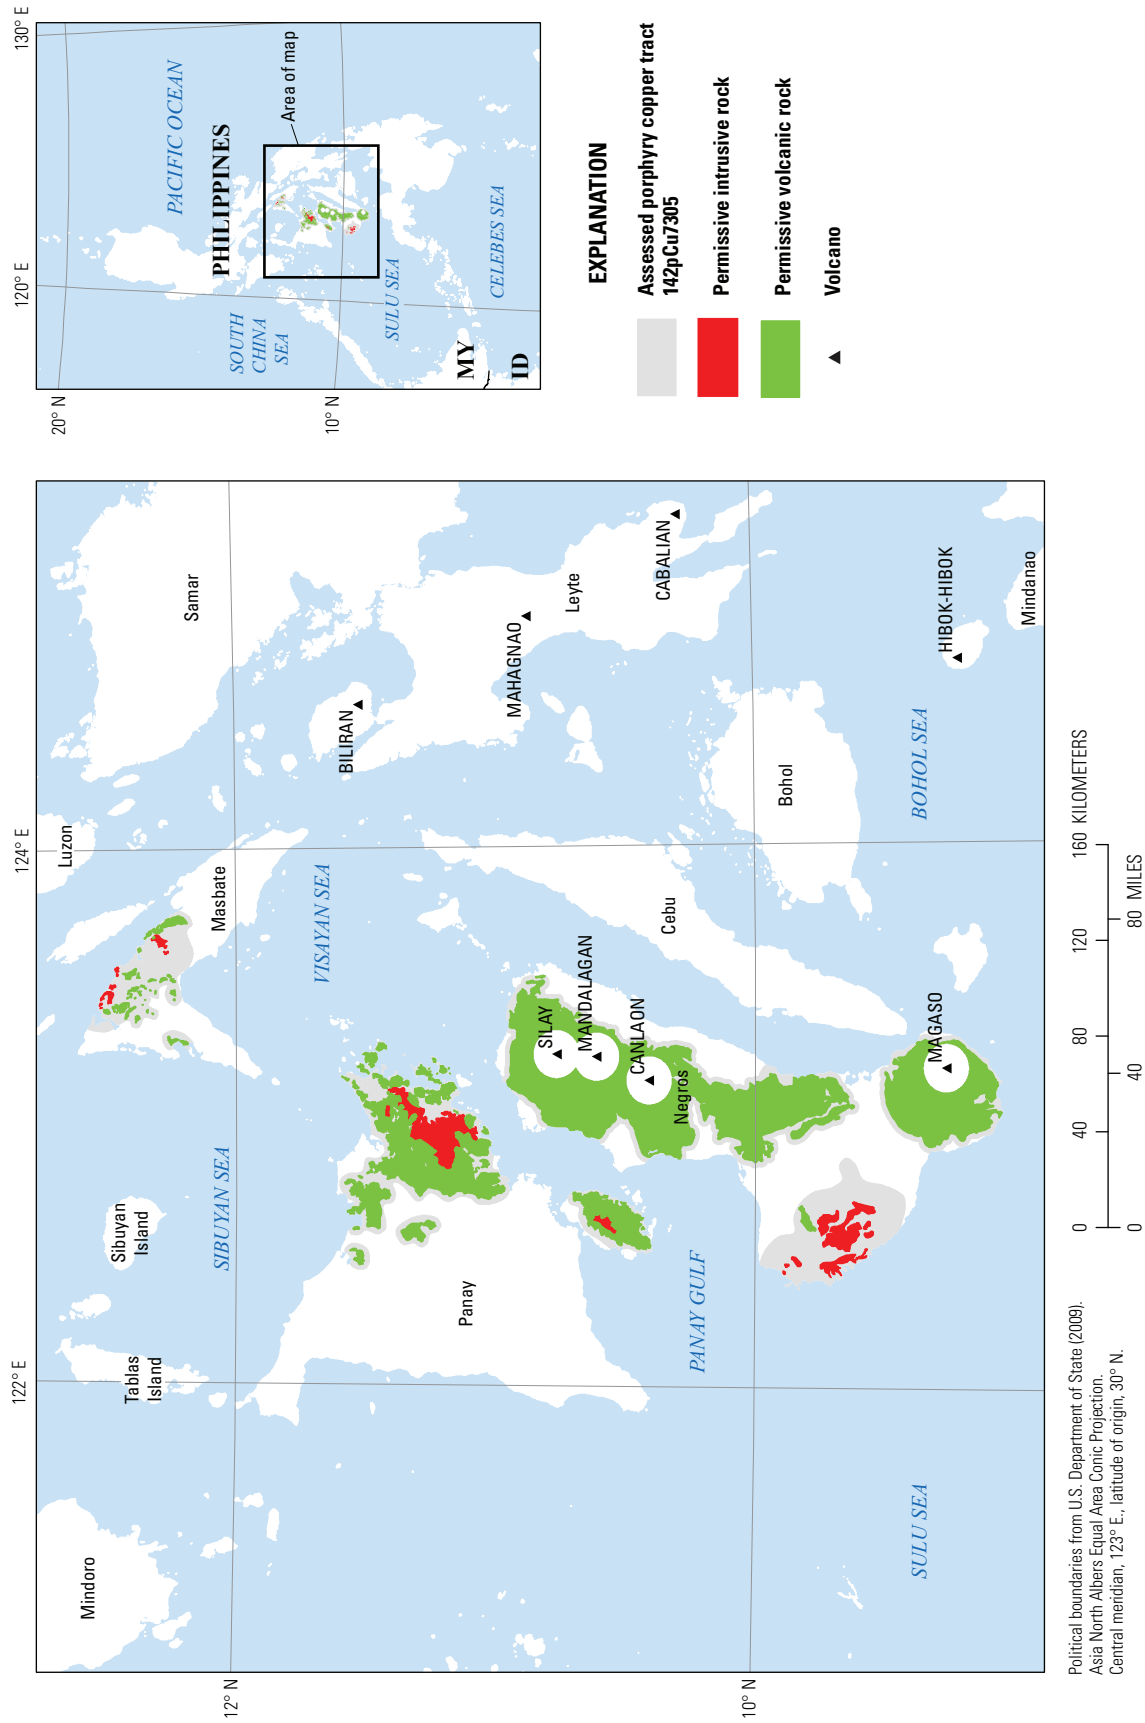 122° E
124° E
12° N
10° N
Mindoro
Tablas
Island
Sibuyan
Island
Luzon
Masbate
Samar
SIBUYAN SEA
VISAYAN SEA
BILIRAN
Panay
MAHAGNAO
Leyte
SILAY
MANDALAGAN
CANLAON
Negros
Cebu
CABALIAN
PANAY GULF
Bohol
SULU SEA
BOHOL SEA
MAGASO
HIBOK-HIBOK
Mindanao
Political boundaries from U.S. Department of State (2009).
Asia North Albers Equal Area Conic Projection.
Central meridian, 123° E., latitude of origin, 30° N.
0
40
80
120
160 KILOMETERS
0
40
80 MILES
120° E
130° E
20° N
10° N
PACIFIC OCEAN
PHILIPPINES
SOUTH
CHINA
SEA
Area of map
SULU SEA
CELEBES SEA
MY
ID
EXPLANATION
Assessed porphyry copper tract
142pCu7305
Permissive intrusive rock
Permissive volcanic rock
Volcano